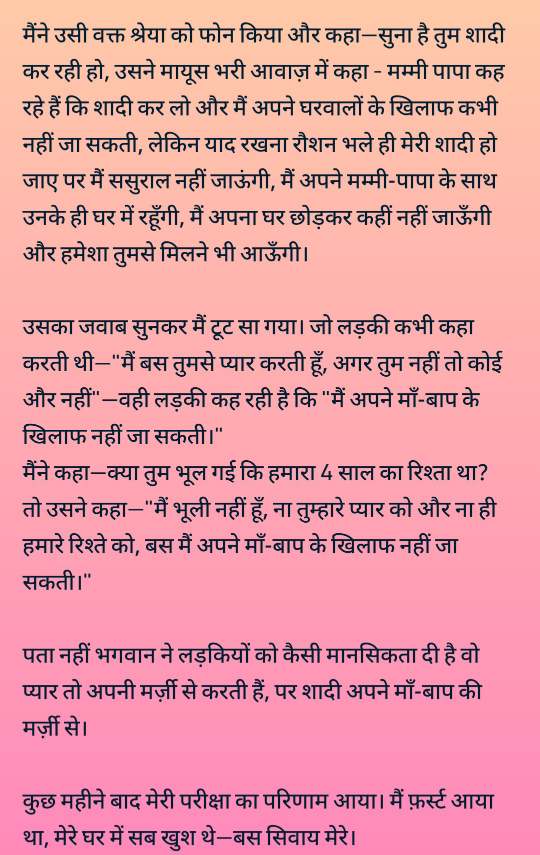 मैंने उसी वक्त श्रेया को फोन किया और कहा—सुना है तुम शादी
कर रही हो, उसने मायूस भरी आवाज़ में कहा - मम्मी पापा कह
रहे हैं कि शादी कर लो और मैं अपने घरवालों के खिलाफ कभी
नहीं जा सकती, लेकिन याद रखना रौशन भले ही मेरी शादी हो
जाए पर मैं ससुराल नहीं जाऊंगी, मैं अपने मम्मी-पापा के साथ
उनके ही घर में रहूँगी, मैं अपना घर छोड़कर कहीं नहीं जाऊँगी
और हमेशा तुमसे मिलने भी आऊँगी।
उसका जवाब सुनकर मैं टूट सा गया। जो लड़की कभी कहा
करती थी—"मैं बस तुमसे प्यार करती हूँ, अगर तुम नहीं तो कोई
और नहीं"—वही लड़की कह रही है कि "मैं अपने माँ-बाप के
खिलाफ नहीं जा सकती।"
मैंने कहा—क्या तुम भूल गई कि हमारा 4 साल का रिश्ता था?
तो उसने कहा—"मैं भूली नहीं हूँ, ना तुम्हारे प्यार को और ना ही
हमारे रिश्ते को, बस मैं अपने माँ-बाप के खिलाफ नहीं जा
सकती।"
पता नहीं भगवान ने लड़कियों को कैसी मानसिकता दी है वो
प्यार तो अपनी मर्ज़ी से करती हैं, पर शादी अपने माँ-बाप की
मर्ज़ी से।
कुछ महीने बाद मेरी परीक्षा का परिणाम आया। मैं फ़र्स्ट आया
था, मेरे घर में सब खुश थे—बस सिवाय मेरे।